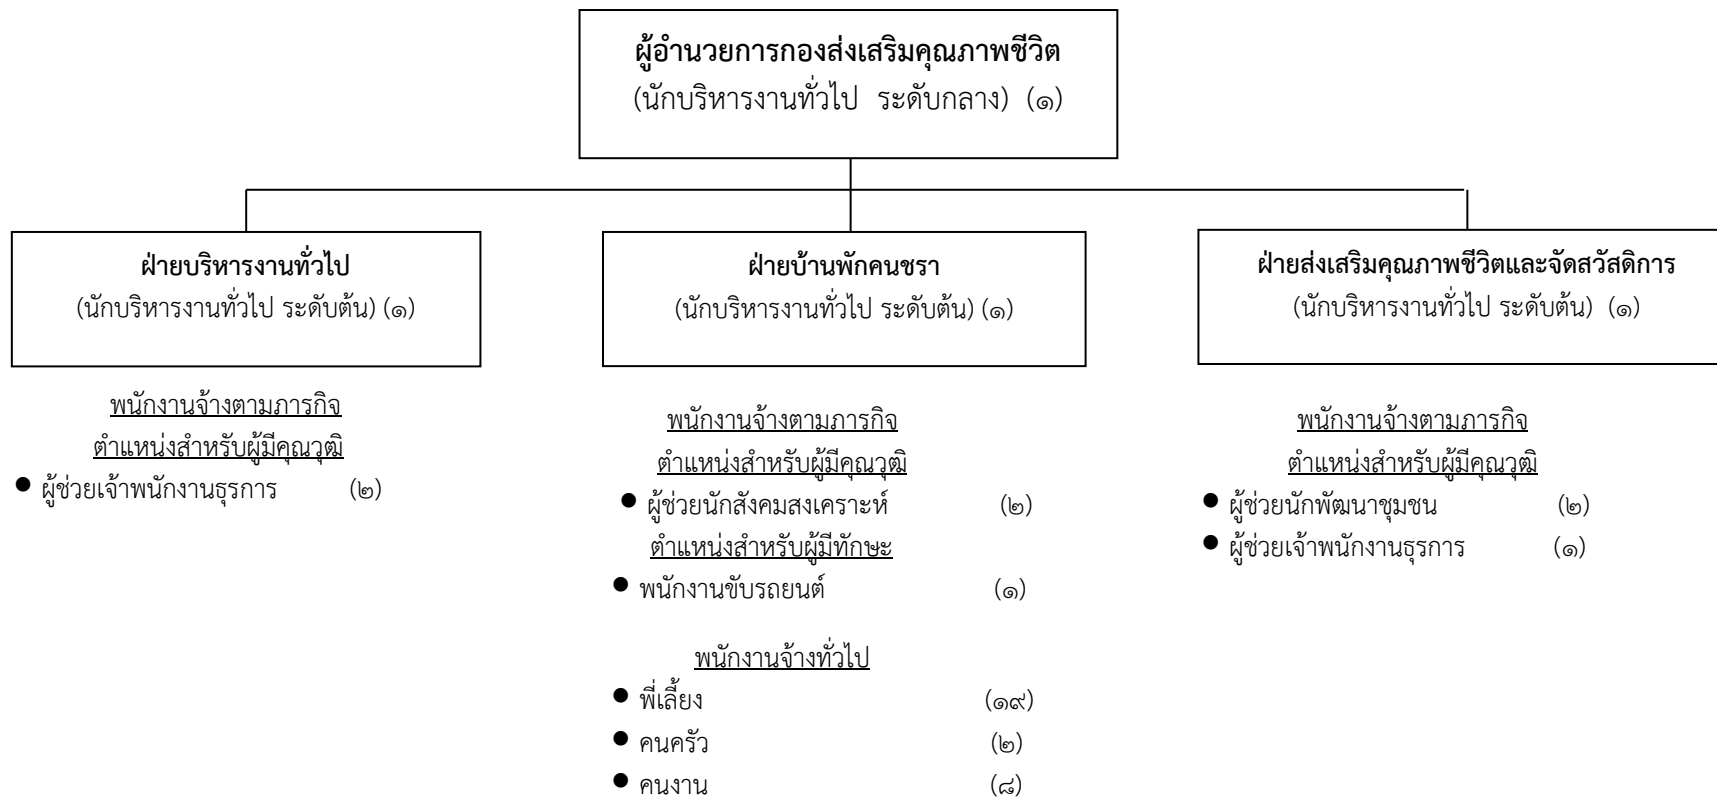 ผู้อำนวยการกองส่งเสริมคุณภาพชีวิต
(นักบริหารงานทั่วไป ระดับกลาง) (๑)
ฝ่ายบริหารงานทั่วไป
(นักบริหารงานทั่วไป ระดับต้น) (๑)
พนักงานจ้างตามภารกิจ
ตำแหน่งสำหรับผู้มีคุณวุฒิ
● ผู้ช่วยเจ้าพนักงานธุรการ (๒)
ฝ่ายบ้านพักคนชรา
(นักบริหารงานทั่วไป ระดับต้น) (๑)
พนักงานจ้างตามภารกิจ
ตำแหน่งสำหรับผู้มีคุณวุฒิ
● ผู้ช่วยนักสังคมสงเคราะห์ (๒)
ตำแหน่งสำหรับผู้มีทักษะ
● พนักงานขับรถยนต์ (๑)
พนักงานจ้างทั่วไป
● พี่เลี้ยง (๑๙)
● คนครัว (๒)
● คนงาน (๘)
ฝ่ายส่งเสริมคุณภาพชีวิตและจัดสวัสดิการ
(นักบริหารงานทั่วไป ระดับต้น) (๑)
พนักงานจ้างตามภารกิจ
ตำแหน่งสำหรับผู้มีคุณวุฒิ
● ผู้ช่วยนักพัฒนาชุมชน (๒)
● ผู้ช่วยเจ้าพนักงานธุรการ (๑)